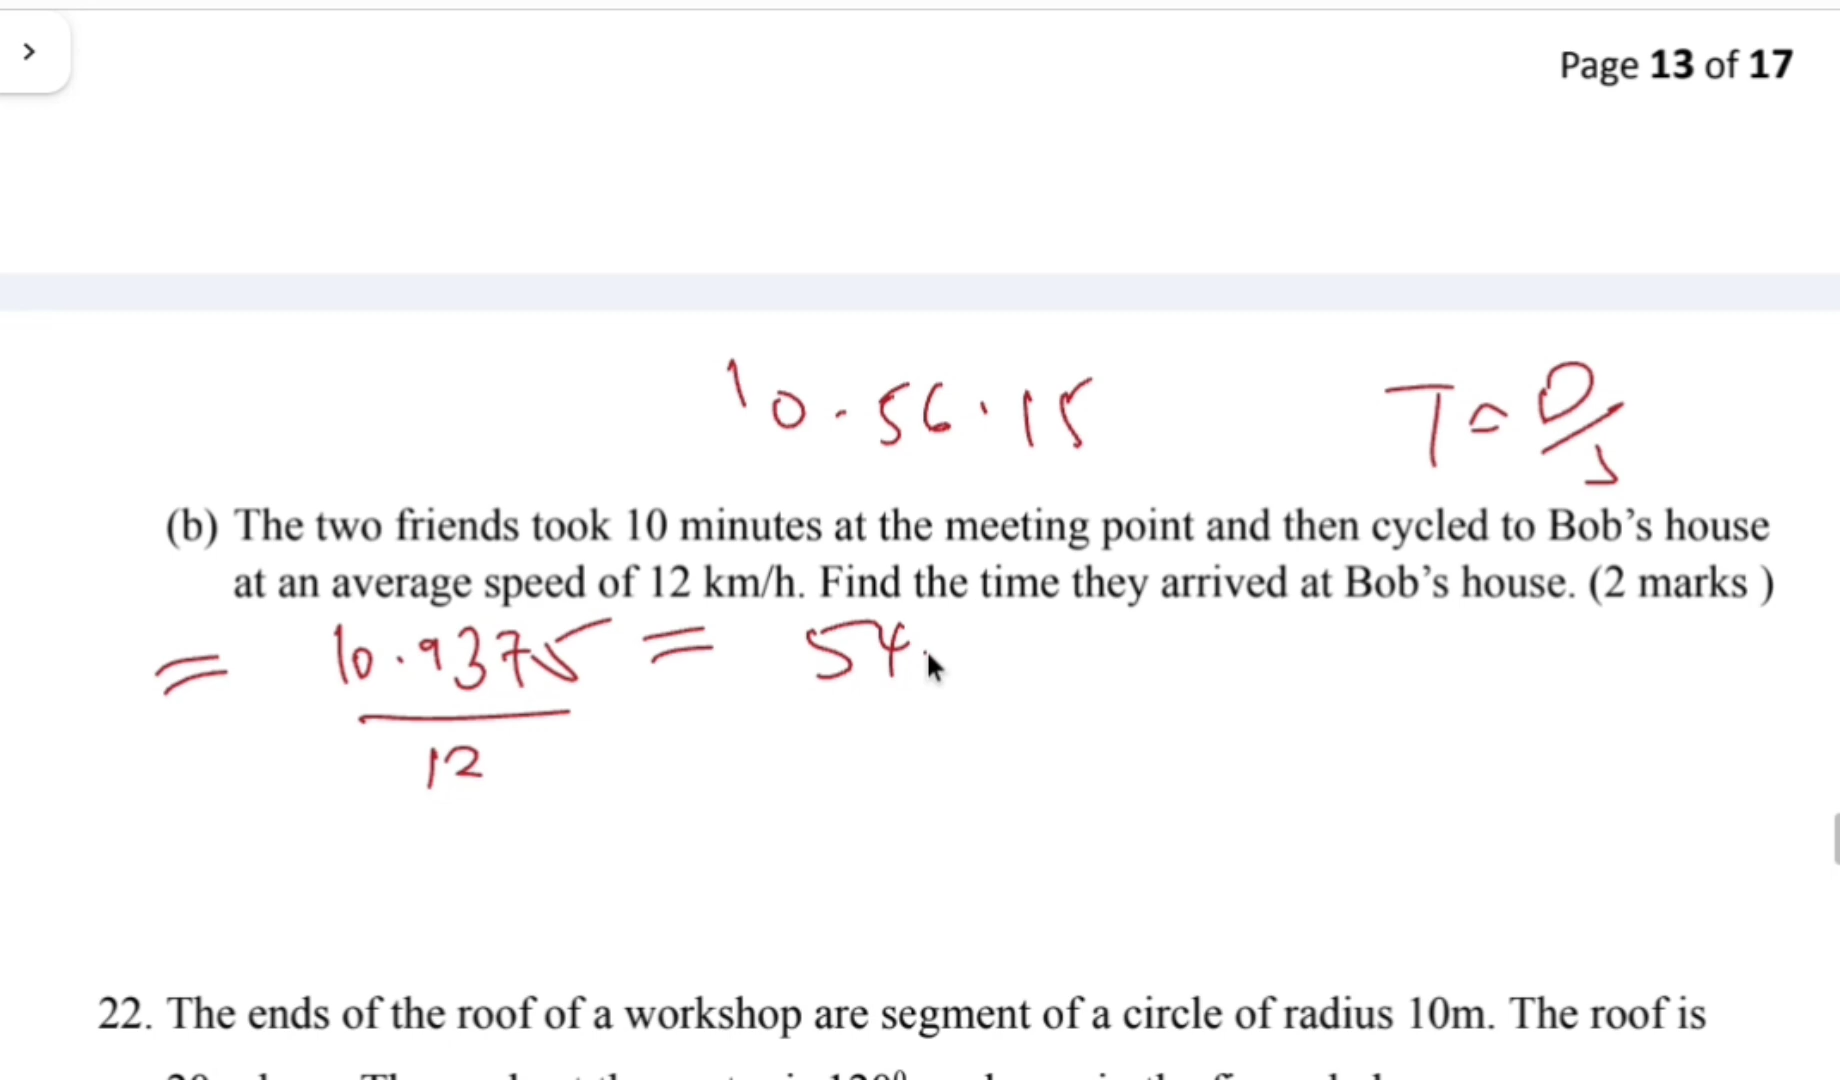 Page 13 of 17
10.56.15
T = D/S
(b) The two friends took 10 minutes at the meeting point and then cycled to Bob’s house
at an average speed of 12 km/h. Find the time they arrived at Bob’s house. (2 marks )
= 10.9375 = 54.
12
22. The ends of the roof of a workshop are segment of a circle of radius 10m. The roof is